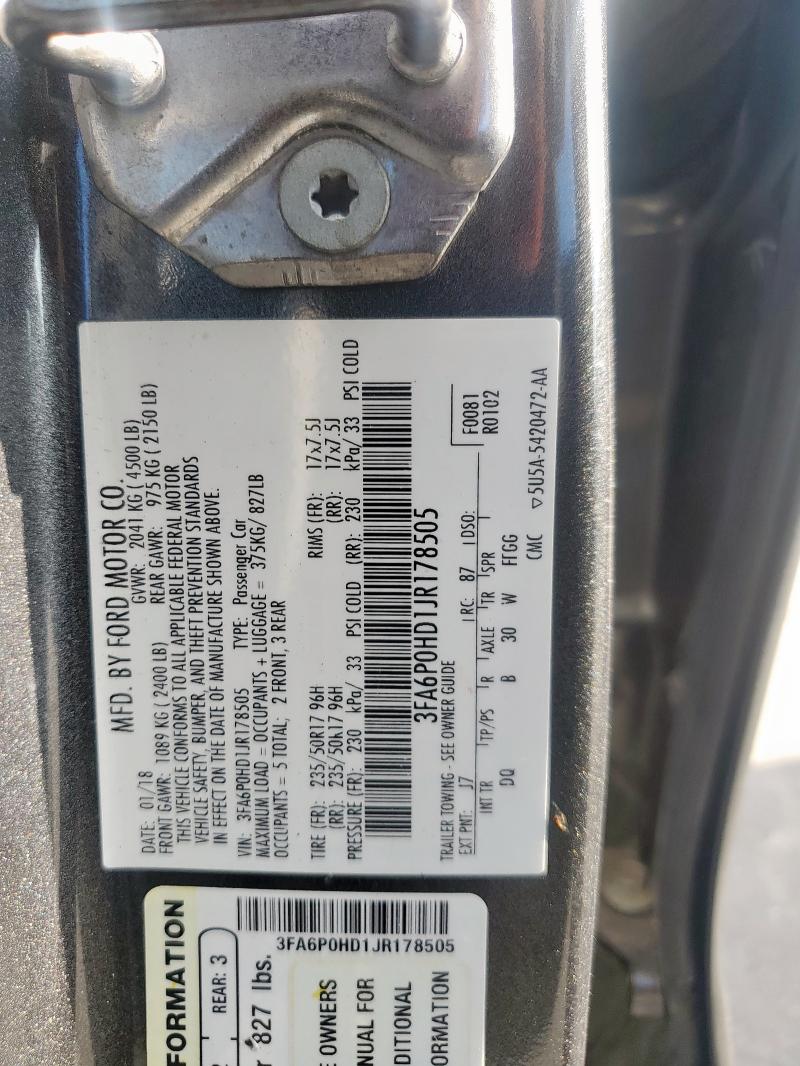 MFD. BY FORD MOTOR CO.
DATE: 01/18 GVWR: 2041 KG ( 4500 LB)
FRONT GAWR: 1089 KG ( 2400 LB) REAR GAWR: 975 KG ( 2150 LB)
THIS VEHICLE CONFORMS TO ALL APPLICABLE FEDERAL MOTOR
VEHICLE SAFETY, BUMPER, AND THEFT PREVENTION STANDARDS
IN EFFECT ON THE DATE OF MANUFACTURE SHOWN ABOVE.
VIN: 3FA6P0HD1JR178505 TYPE: Passenger Car
MAXIMUM LOAD = OCCUPANTS + LUGGAGE = 375KG/ 827LB
OCCUPANTS = 5 TOTAL; 2 FRONT, 3 REAR
TIRE (FR): 235/50R17 96H RIMS (FR): 17x7.5J
(RR): 235/50R17 96H (RR): 17x7.5J
PRESSURE (FR): 230 kPa/ 33 PSI COLD (RR): 230 kPa/ 33 PSI COLD
3FA6P0HD1JR178505
TRAILER TOWING - SEE OWNER GUIDE F0081
R0102
EXT PNT: J7 RC: 87 DSO:
INT TR TP/PS R AXLE TR SPR
DQ B 30 W FTGG
CMC ▽5U5A-5420472-AA
FORMATION
REAR: 3
827 lbs.
3FA6P0HD1JR178505
OWNERS
NUAL FOR
DITIONAL
ORMATION